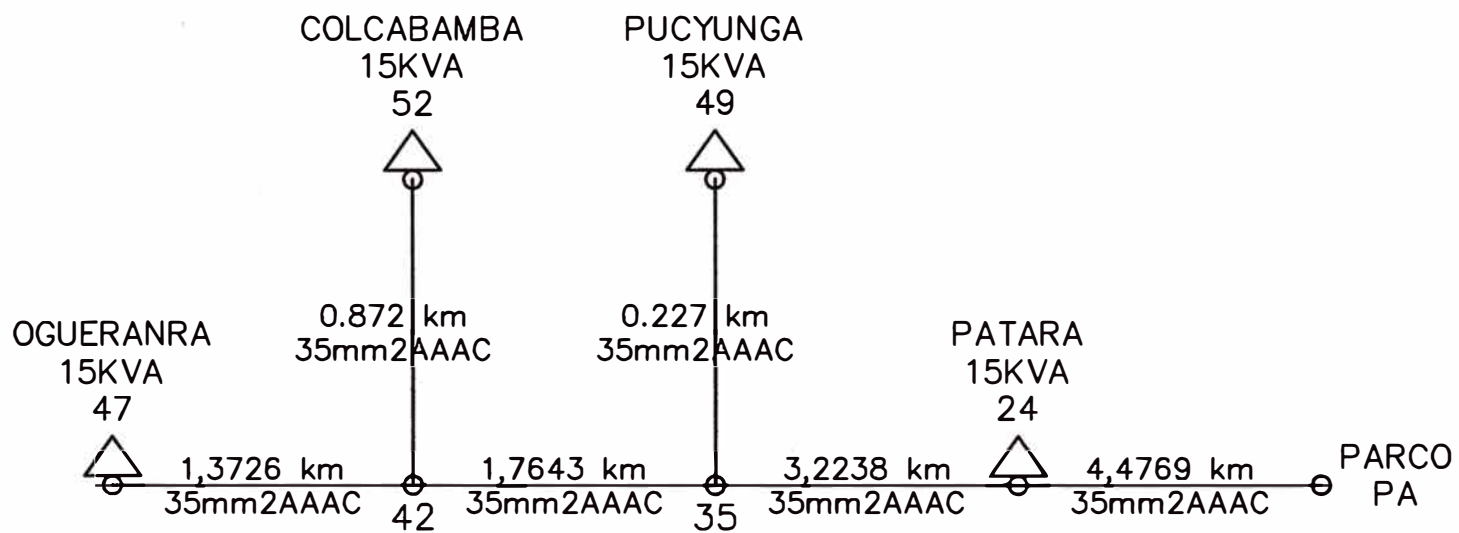 COLCABAMBA
15KVA
52
PUCYUNGA
15KVA
49
0.872 km
35mm2AAAC
0.227 km
35mm2AAAC
OGUERANRA
15KVA
47
PATARA
15KVA
24
1,3726 km
35mm2AAAC
42
1,7643 km
35mm2AAAC
35
3,2238 km
35mm2AAAC
4,4769 km
35mm2AAAC
PARCO
PA